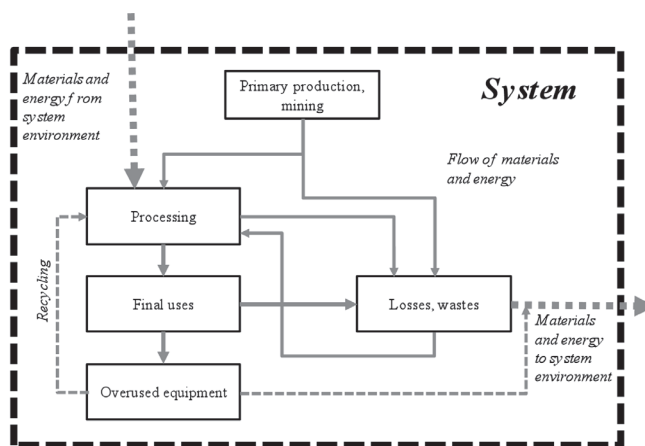 Materials and
energy f rom
system
environment
Primary production,
mining
System
Flow of materials
and energy
Processing
Recycling
Final uses
Losses, wastes
Materials
and energy
to system
environment
Overused equipment